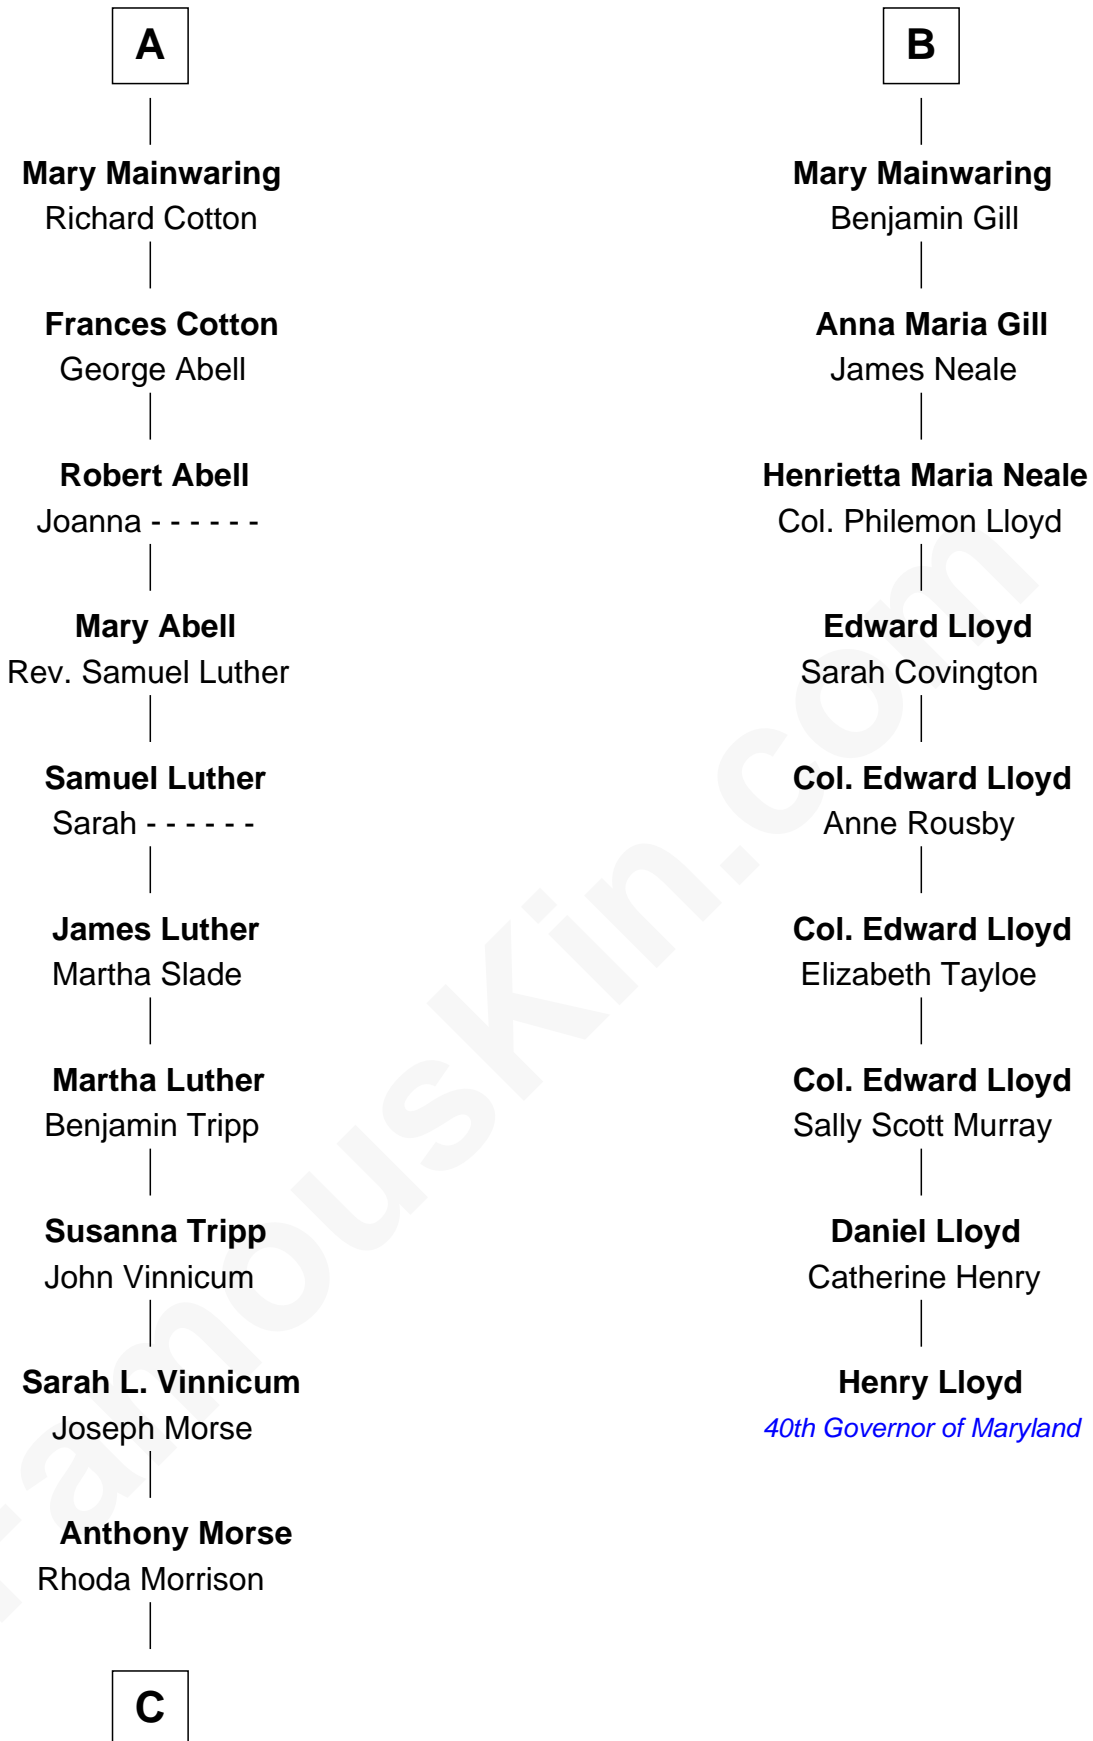 A
Mary Mainwaring
Richard Cotton
Frances Cotton
George Abell
Robert Abell
Joanna - - - - - -
Mary Abell
Rev. Samuel Luther
Samuel Luther
Sarah - - - - - -
James Luther
Martha Slade
Martha Luther
Benjamin Tripp
Susanna Tripp
John Vinnicum
Sarah L. Vinnicum
Joseph Morse
Anthony Morse
Rhoda Morrison
C
B
Mary Mainwaring
Benjamin Gill
Anna Maria Gill
James Neale
Henrietta Maria Neale
Col. Philemon Lloyd
Edward Lloyd
Sarah Covington
Col. Edward Lloyd
Anne Rousby
Col. Edward Lloyd
Elizabeth Tayloe
Col. Edward Lloyd
Sally Scott Murray
Daniel Lloyd
Catherine Henry
Henry Lloyd
40th Governor of Maryland
FamousKin.com